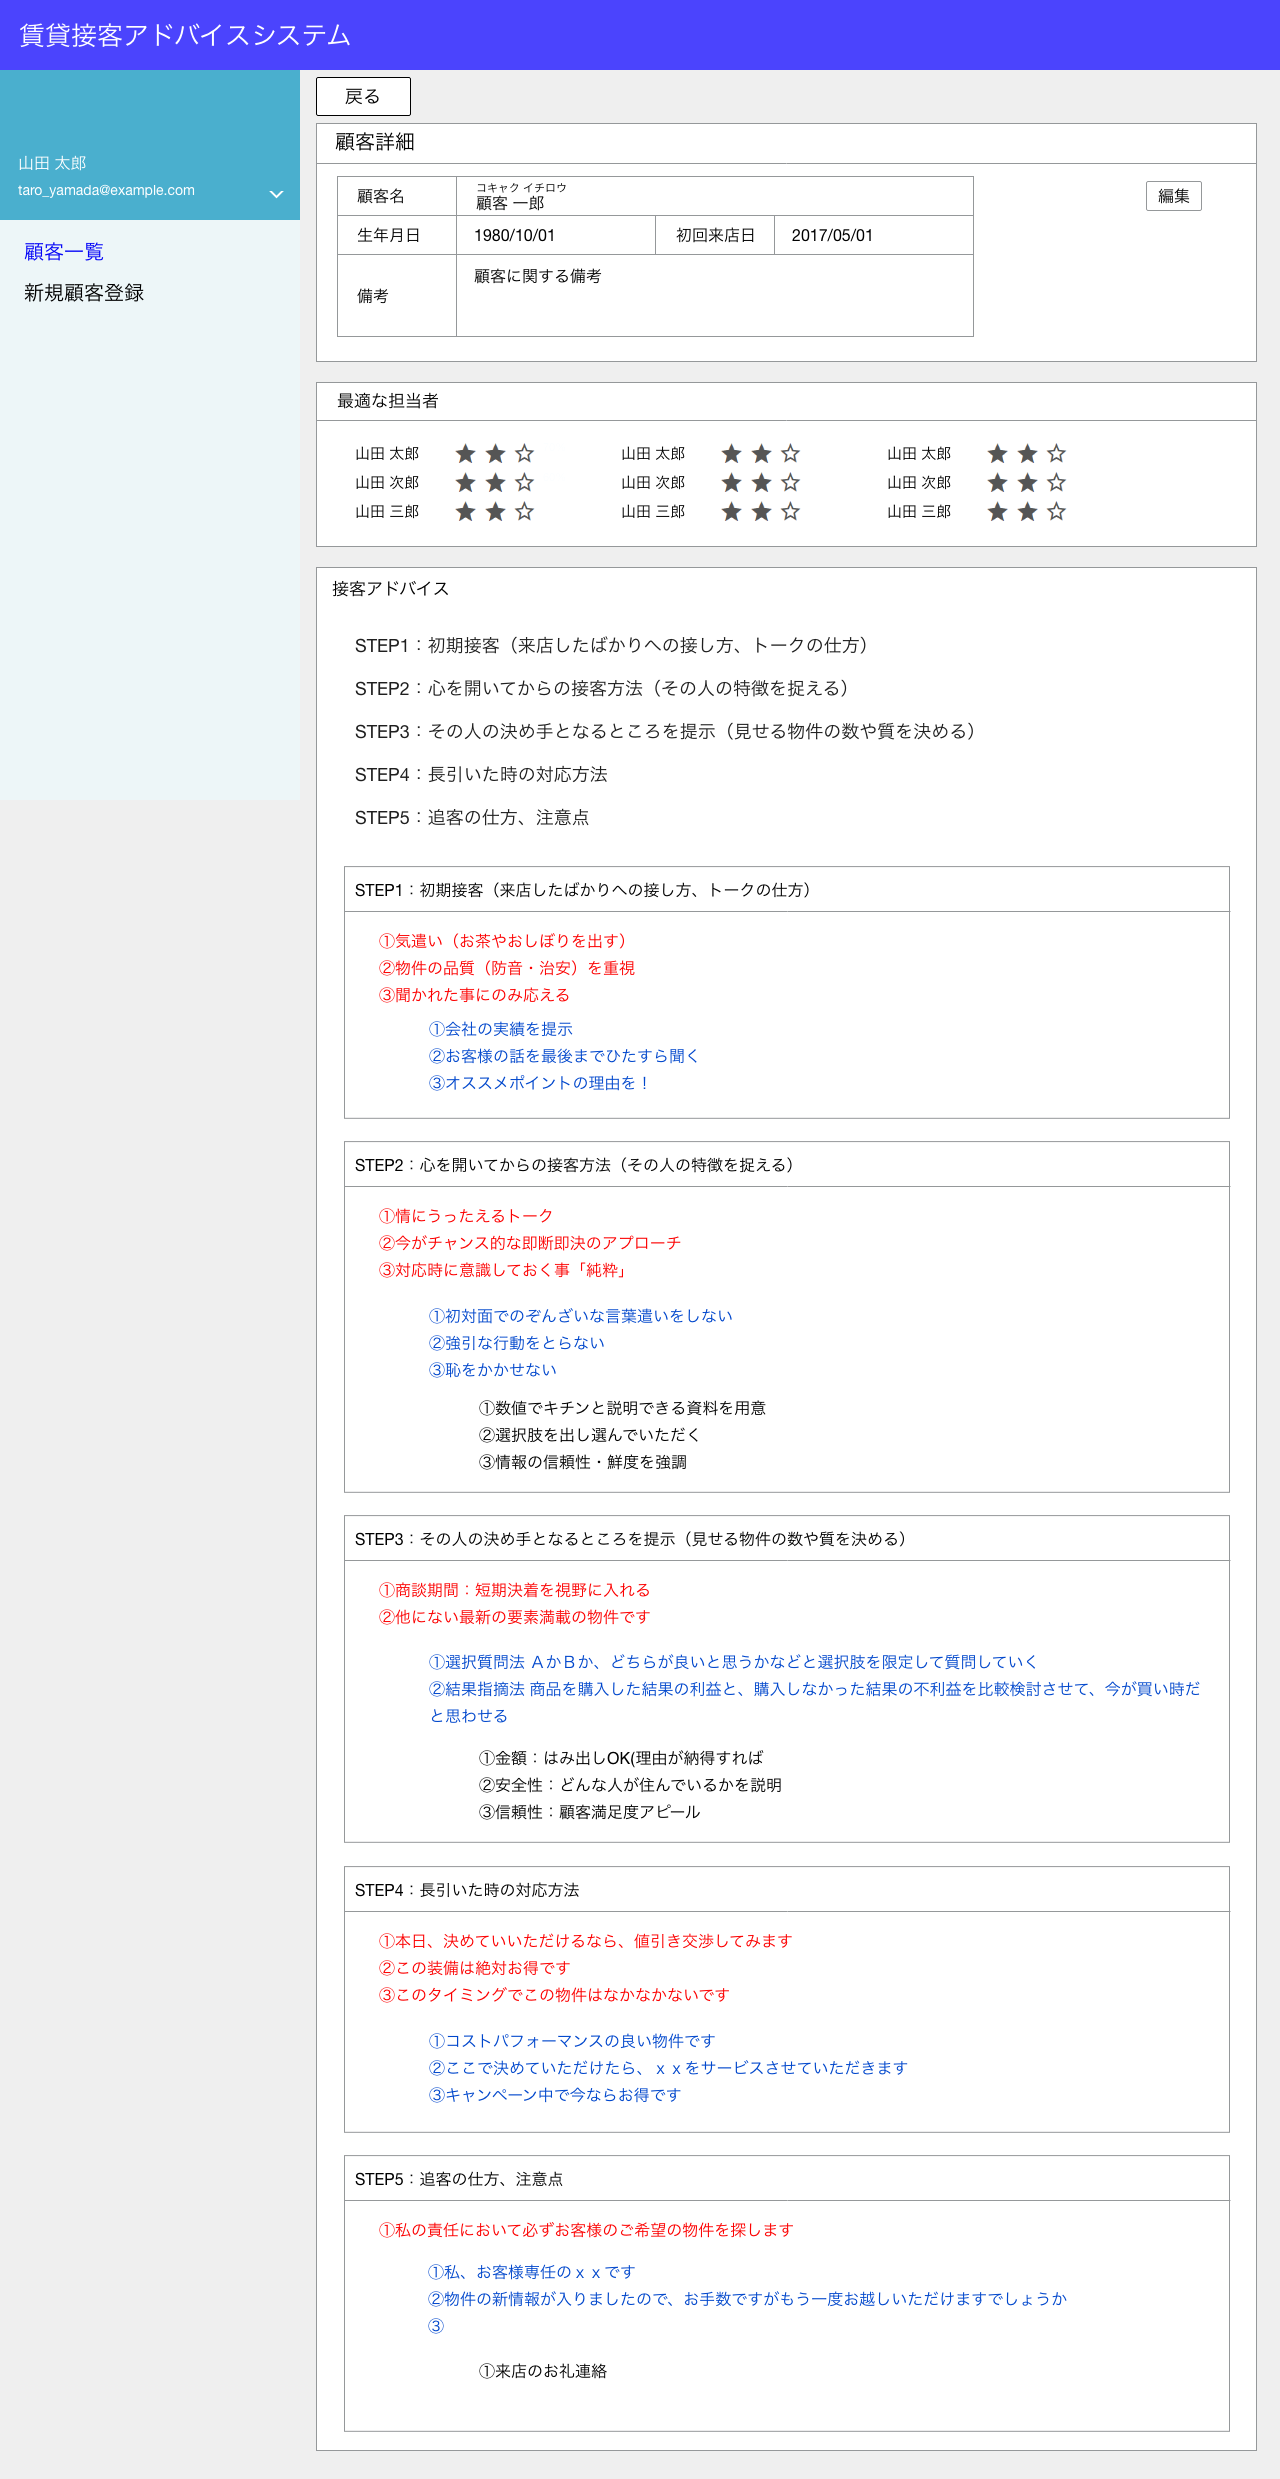 賃貸接客アドバイスシステム
山田 太郎
taro_yamada@example.com
顧客一覧
新規顧客登録
戻る
顧客詳細
顧客名
コキャク イチロウ
顧客 一郎
編集
生年月日 1980/10/01 初回来店日 2017/05/01
備考
顧客に関する備考
最適な担当者
山田 太郎 ★ ★ ☆ 山田 太郎 ★ ★ ☆ 山田 太郎 ★ ★ ☆
山田 次郎 ★ ★ ☆ 山田 次郎 ★ ★ ☆ 山田 次郎 ★ ★ ☆
山田 三郎 ★ ★ ☆ 山田 三郎 ★ ★ ☆ 山田 三郎 ★ ★ ☆
接客アドバイス
STEP1：初期接客（来店したばかりへの接し方、トークの仕方）
STEP2：心を開いてからの接客方法（その人の特徴を捉える）
STEP3：その人の決め手となるところを提示（見せる物件の数や質を決める）
STEP4：長引いた時の対応方法
STEP5：追客の仕方、注意点
STEP1：初期接客（来店したばかりへの接し方、トークの仕方）
①気遣い（お茶やおしぼりを出す）
②物件の品質（防音・治安）を重視
③聞かれた事にのみ応える
①会社の実績を提示
②お客様の話を最後までひたすら聞く
③オススメポイントの理由を！
STEP2：心を開いてからの接客方法（その人の特徴を捉える）
①情にうったえるトーク
②今がチャンス的な即断即決のアプローチ
③対応時に意識しておく事「純粋」
①初対面でのぞんざいな言葉遣いをしない
②強引な行動をとらない
③恥をかかせない
①数値でキチンと説明できる資料を用意
②選択肢を出し選んでいただく
③情報の信頼性・鮮度を強調
STEP3：その人の決め手となるところを提示（見せる物件の数や質を決める）
①商談期間：短期決着を視野に入れる
②他にない最新の要素満載の物件です
①選択質問法 ＡかＢか、どちらが良いと思うかなどと選択肢を限定して質問していく
②結果指摘法 商品を購入した結果の利益と、購入しなかった結果の不利益を比較検討させて、今が買い時だ
と思わせる
①金額：はみ出しOK(理由が納得すれば
②安全性：どんな人が住んでいるかを説明
③信頼性：顧客満足度アピール
STEP4：長引いた時の対応方法
①本日、決めていいただけるなら、値引き交渉してみます
②この装備は絶対お得です
③このタイミングでこの物件はなかなかないです
①コストパフォーマンスの良い物件です
②ここで決めていただけたら、ｘｘをサービスさせていただきます
③キャンペーン中で今ならお得です
STEP5：追客の仕方、注意点
①私の責任において必ずお客様のご希望の物件を探します
①私、お客様専任のｘｘです
②物件の新情報が入りましたので、お手数ですがもう一度お越しいただけますでしょうか
③
①来店のお礼連絡